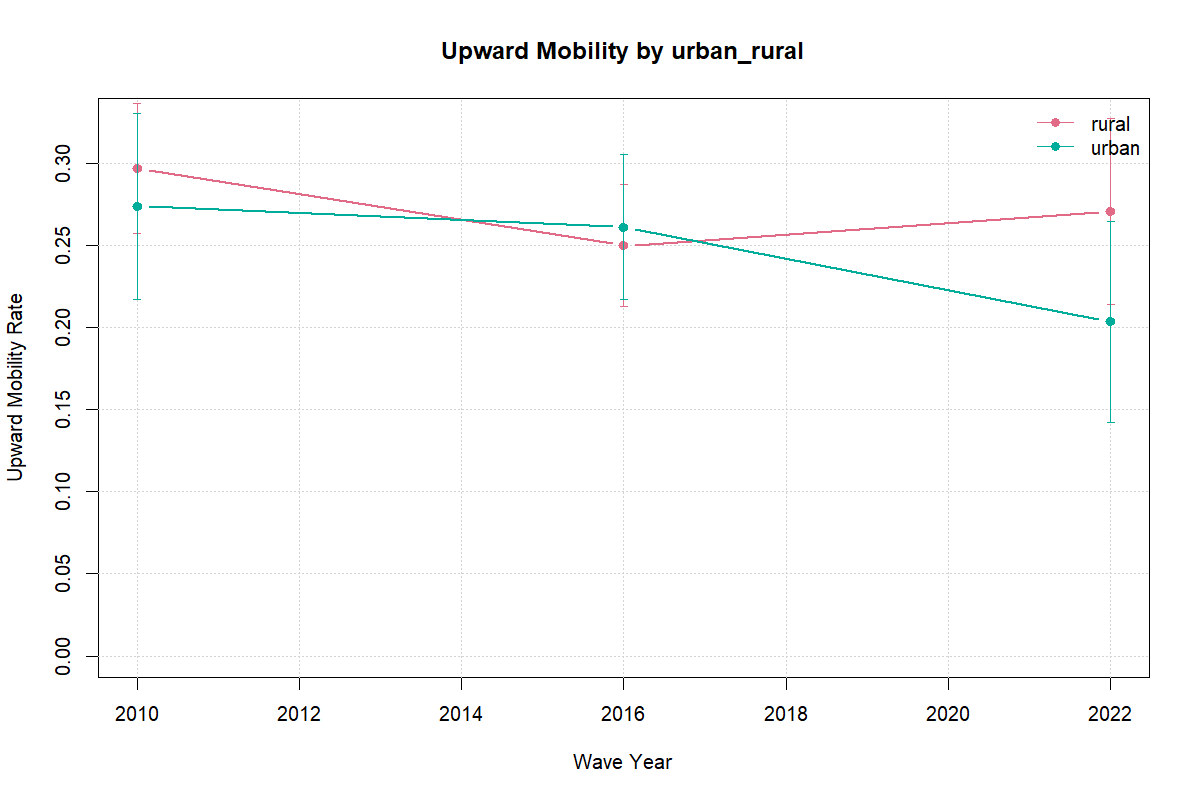 Upward Mobility by urban_rural
rural
urban
Upward Mobility Rate
0.30
0.25
0.20
0.15
0.10
0.05
0.00
2010 2012 2014 2016 2018 2020 2022
Wave Year